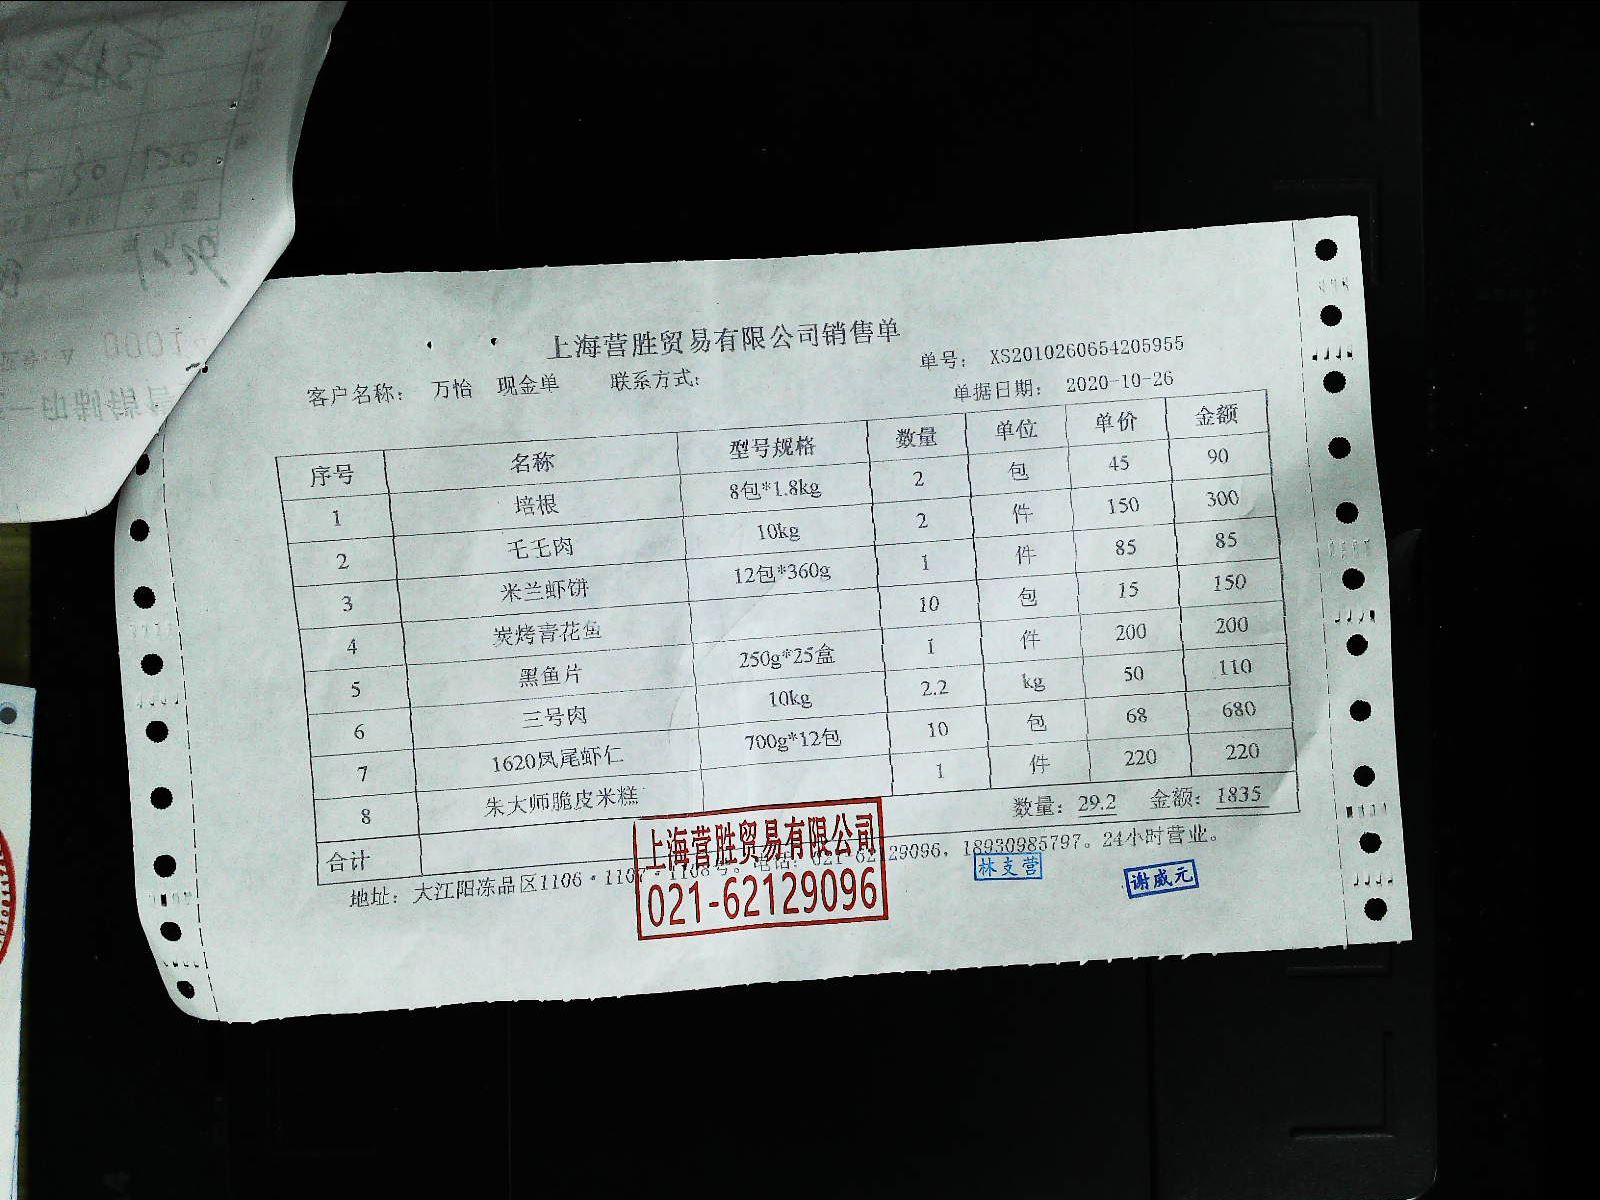 上海营胜贸易有限公司销售单
单号： XS2010260654205955
客户名称： 万怡 现金单 联系方式:
单据日期： 2020-10-26
序号 名称 型号规格 数量 单位 单价 金额
1 培根 8包*1.8kg 2 包 45 90
2 肉 10kg 2 件 150 300
3 米兰虾饼 12包*360g 1 件 85 85
4 炭烤青花鱼 10 包 15 150
5 黑鱼片 250g*25盒 1 件 200 200
6 三号肉 10kg 2.2 kg 50 110
7 1620凤尾虾仁 700g*12包 10 包 68 680
8 朱大师脆皮米糕 1 件 220 220
合计 数量: 29.2 金额: 1835
地址： 大江阳冻品区1106·1107·1108号。电话: 021-62129096，18930985797。24小时营业。
上海营胜贸易有限公司
021-62129096
林支营
谢威元